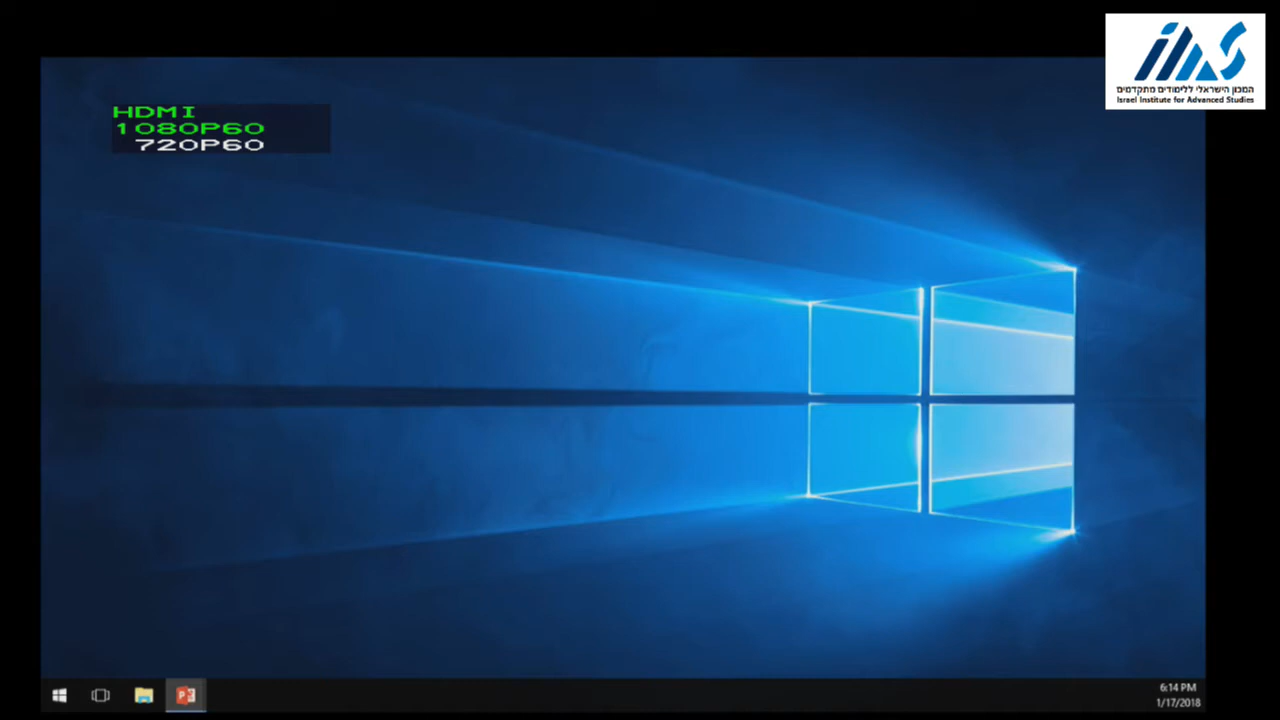 HDMI
1080P60
720P60
המכון הישראלי ללימודים מתקדמים
Israel Institute for Advanced Studies
6:14 PM
1/17/2018